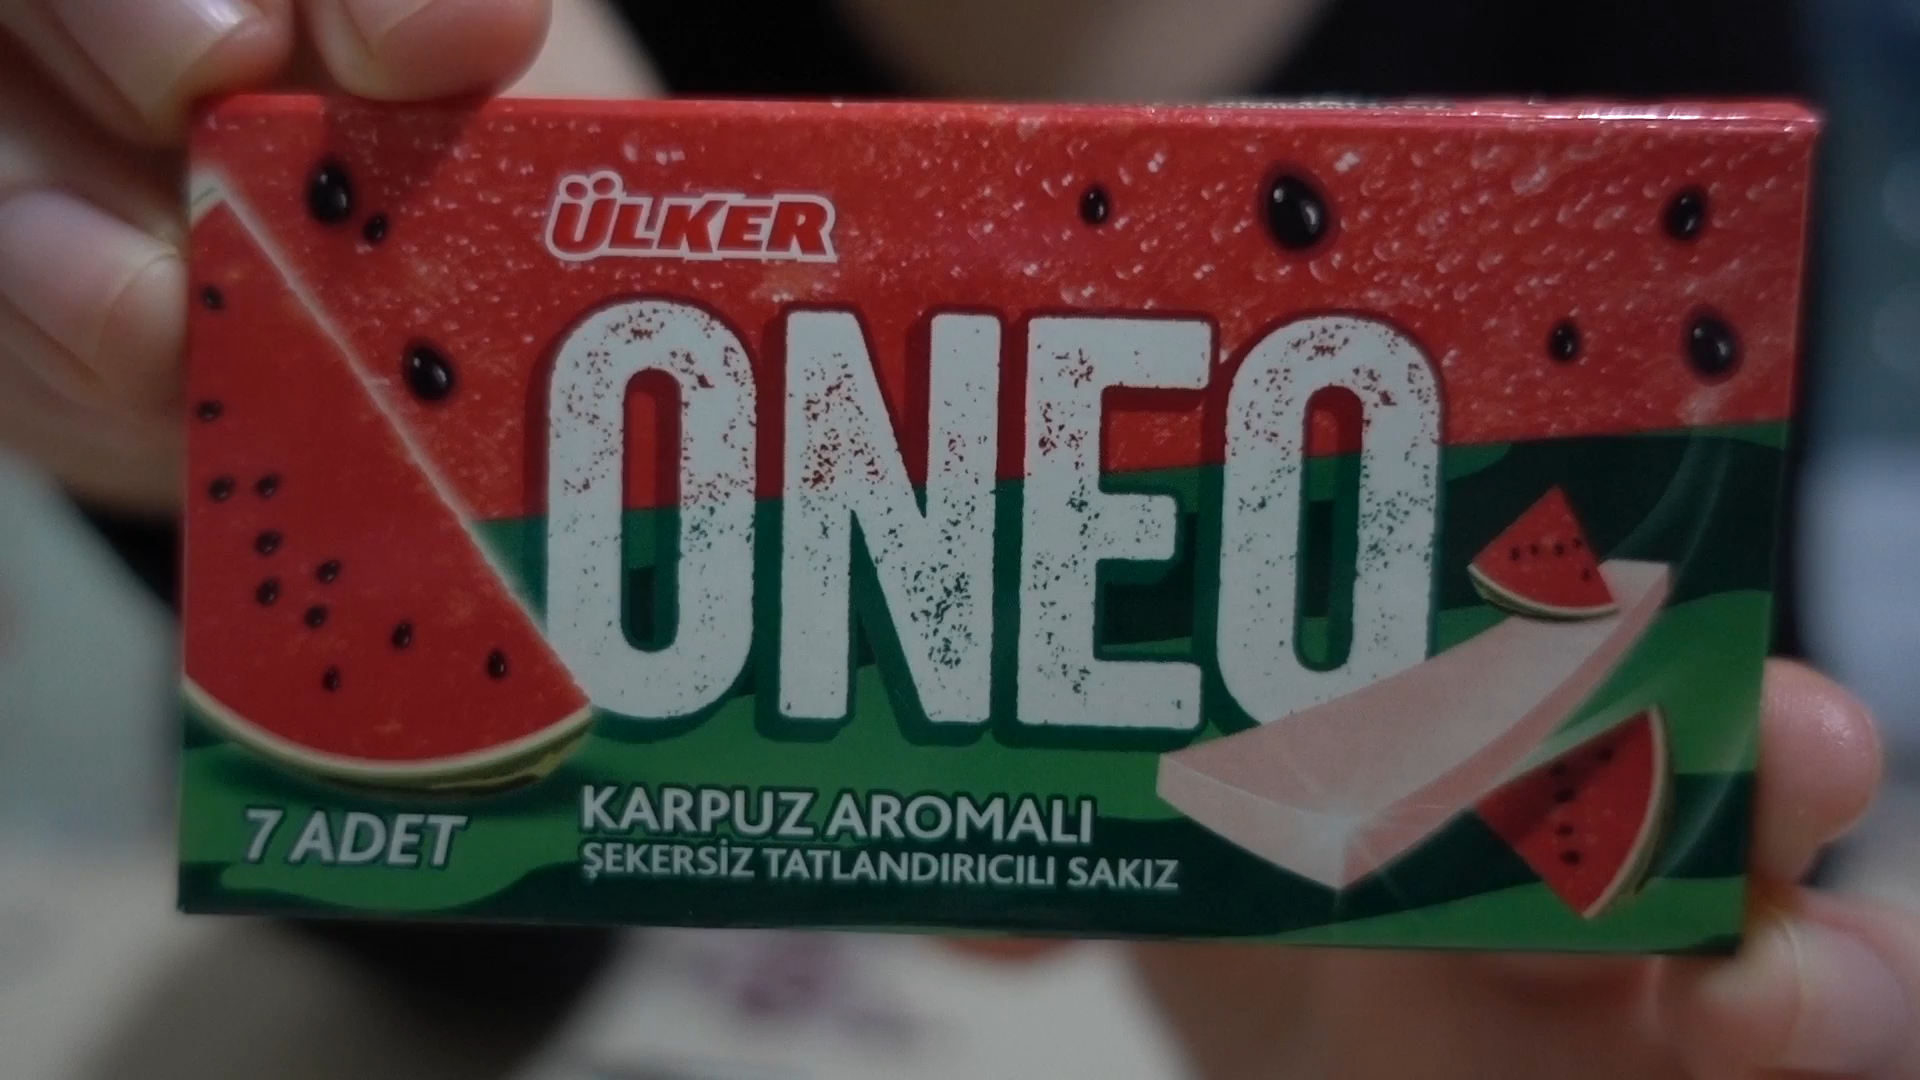 ÜLKER
ONEO
7 ADET
KARPUZ AROMALI
ŞEKERSİZ TATLANDIRICILI SAKIZ